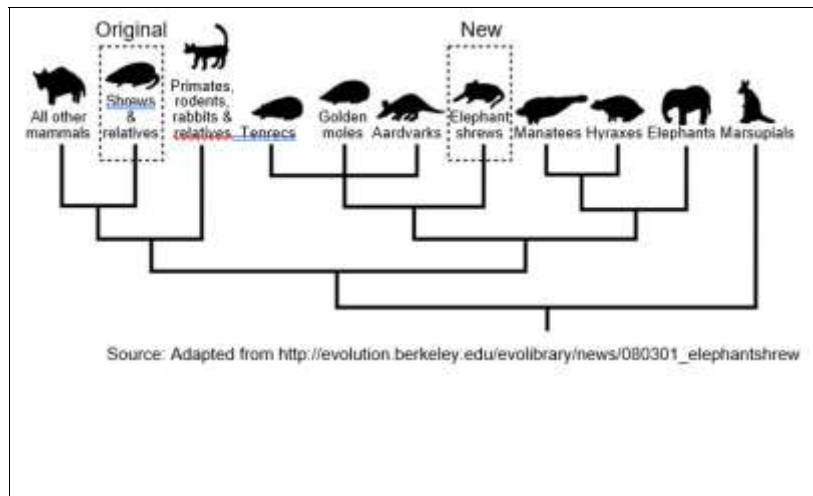 Original
New
All other
mammals
Shrews
&
relatives
Primates,
rodents,
rabbits &
relatives
Tenrecs
Golden
moles
Aardvarks
Elephant
shrews
Manatees
Hyraxes
Elephants
Marsupials
Source: Adapted from http://evolution.berkeley.edu/evolibrary/news/080301_elephantshrew